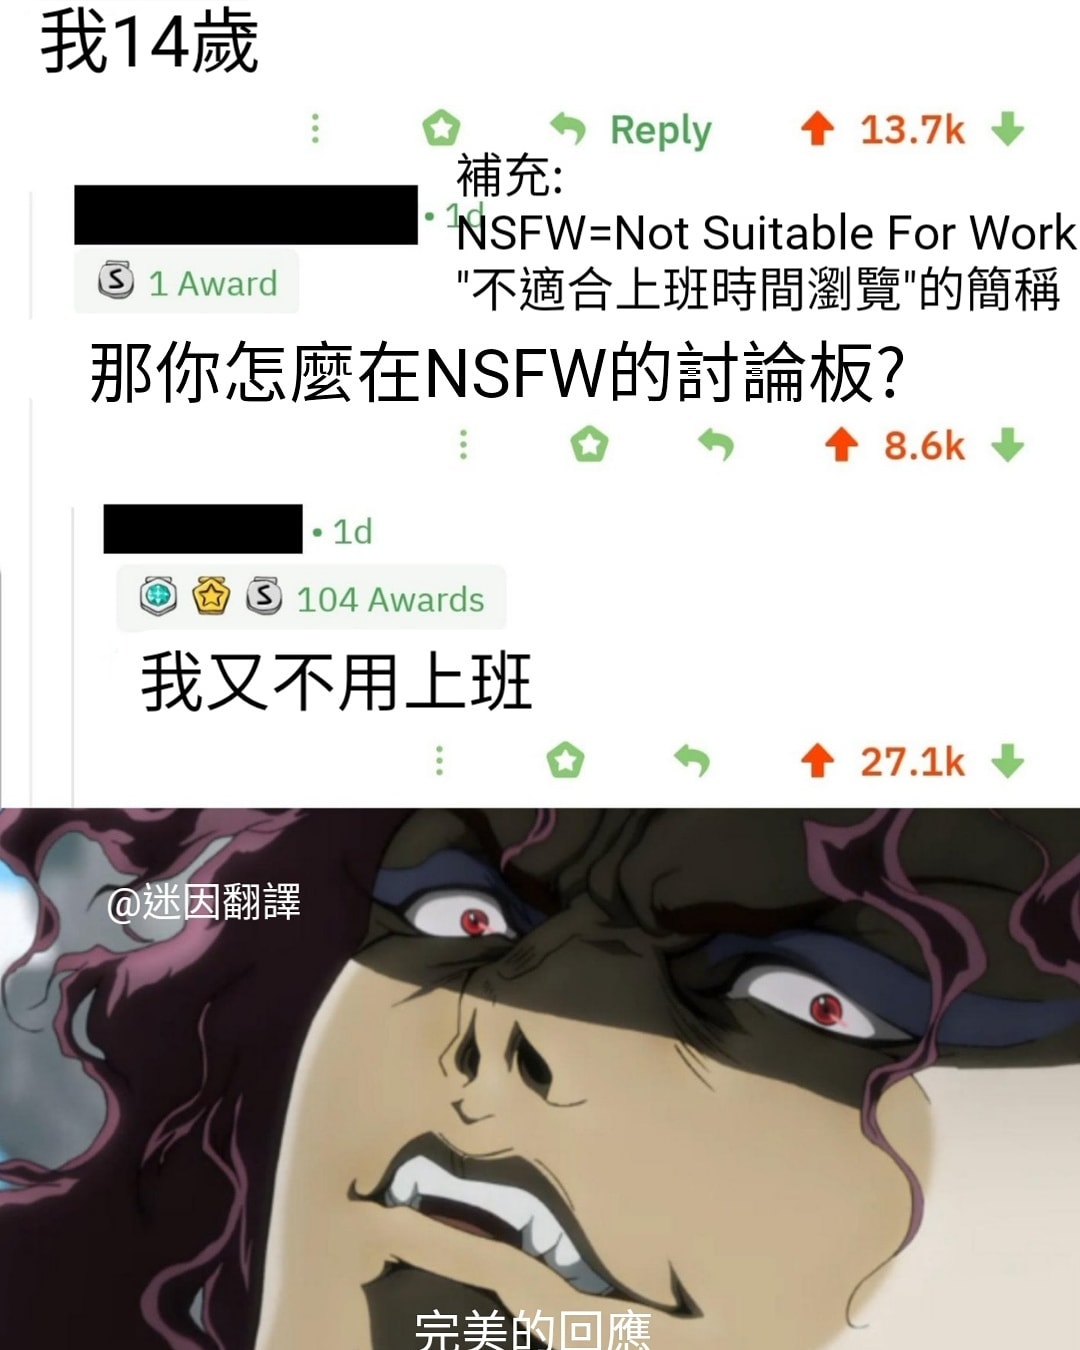 我14歲
Reply 13.7k
補充:
• 1d
NSFW=Not Suitable For Work
1 Award
"不適合上班時間瀏覽"的簡稱
那你怎麼在NSFW的討論板?
8.6k
• 1d
104 Awards
我又不用上班
27.1k
@迷因翻譯
完美的回應